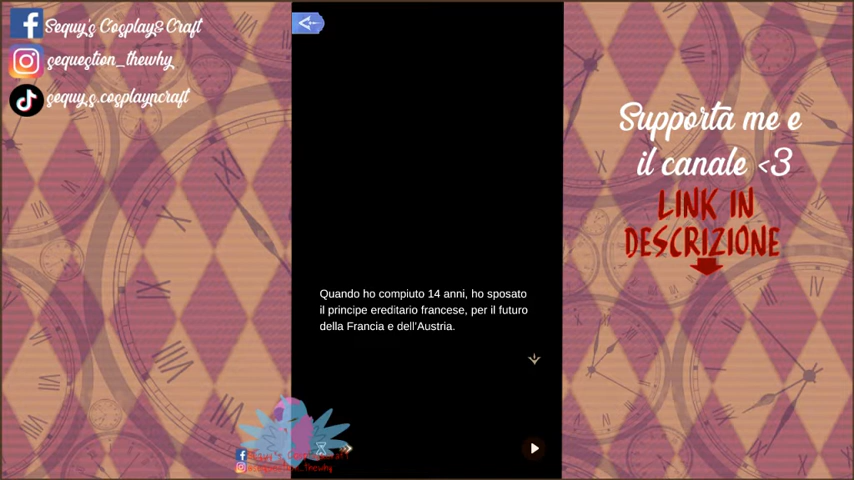 Sequy's Cosplay&Craft
sequestion_thewhy
sequy.s.cosplayncraft
Supporta me e
il canale <3
LINK IN
DESCRIZIONE
Quando ho compiuto 14 anni, ho sposato
il principe ereditario francese, per il futuro
della Francia e dell'Austria.